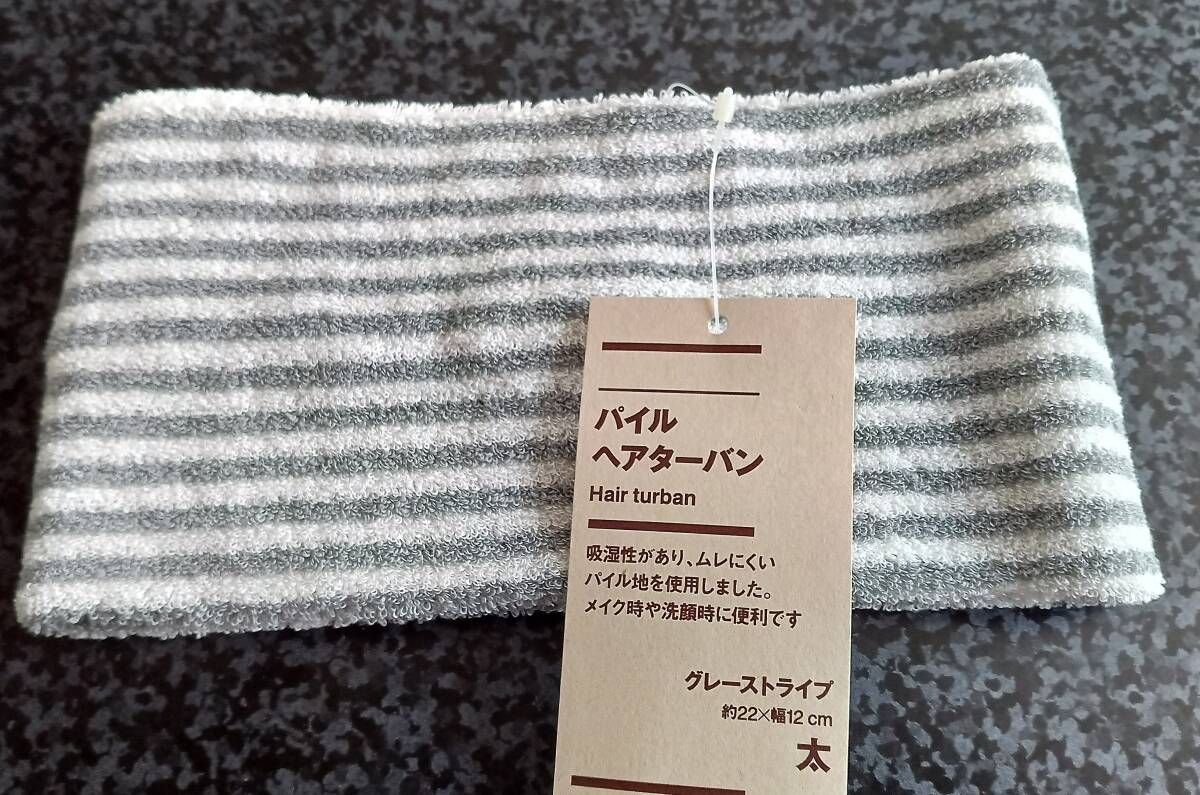 パイル
ヘアターバン
Hair turban
吸湿性があり、ムレにくい
パイル地を使用しました。
メイク時や洗顔時に便利です
グレーストライプ
約22×幅12 cm
太